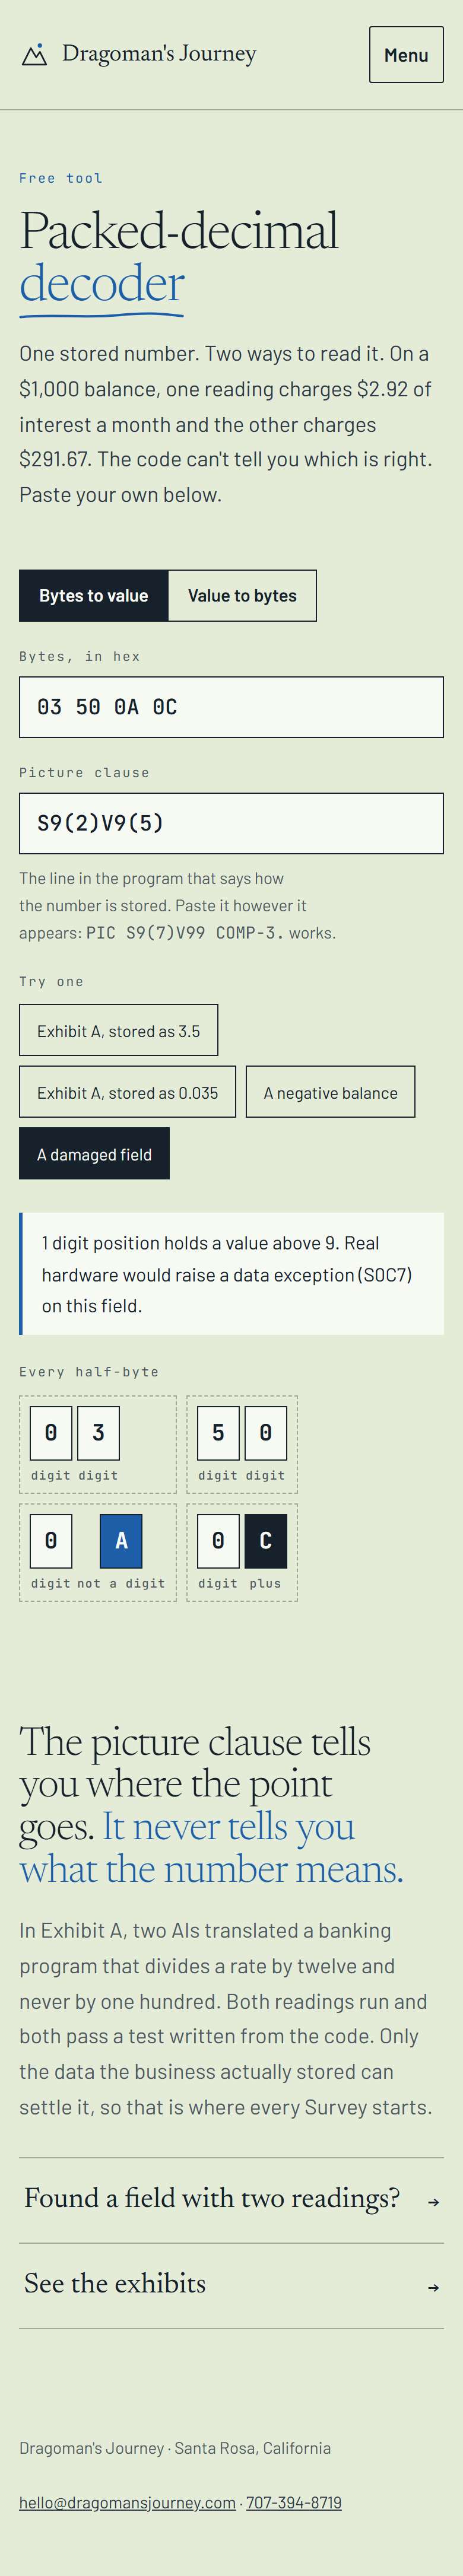 Dragoman's Journey
Menu
Free tool
Packed-decimal
decoder
One stored number. Two ways to read it. On a
$1,000 balance, one reading charges $2.92 of
interest a month and the other charges
$291.67. The code can't tell you which is right.
Paste your own below.
Bytes to value
Value to bytes
Bytes, in hex
03 50 0A 0C
Picture clause
S9(2)V9(5)
The line in the program that says how
the number is stored. Paste it however it
appears: PIC S9(7)V99 COMP-3. works.
Try one
Exhibit A, stored as 3.5
Exhibit A, stored as 0.035
A negative balance
A damaged field
1 digit position holds a value above 9. Real
hardware would raise a data exception (S0C7)
on this field.
Every half-byte
0 3 5 0
digit digit digit digit
0 A 0 C
digit not a digit digit plus
The picture clause tells
you where the point
goes. It never tells you
what the number means.
In Exhibit A, two AIs translated a banking
program that divides a rate by twelve and
never by one hundred. Both readings run and
both pass a test written from the code. Only
the data the business actually stored can
settle it, so that is where every Survey starts.
Found a field with two readings? →
See the exhibits →
Dragoman's Journey · Santa Rosa, California
hello@dragomansjourney.com · 707-394-8719